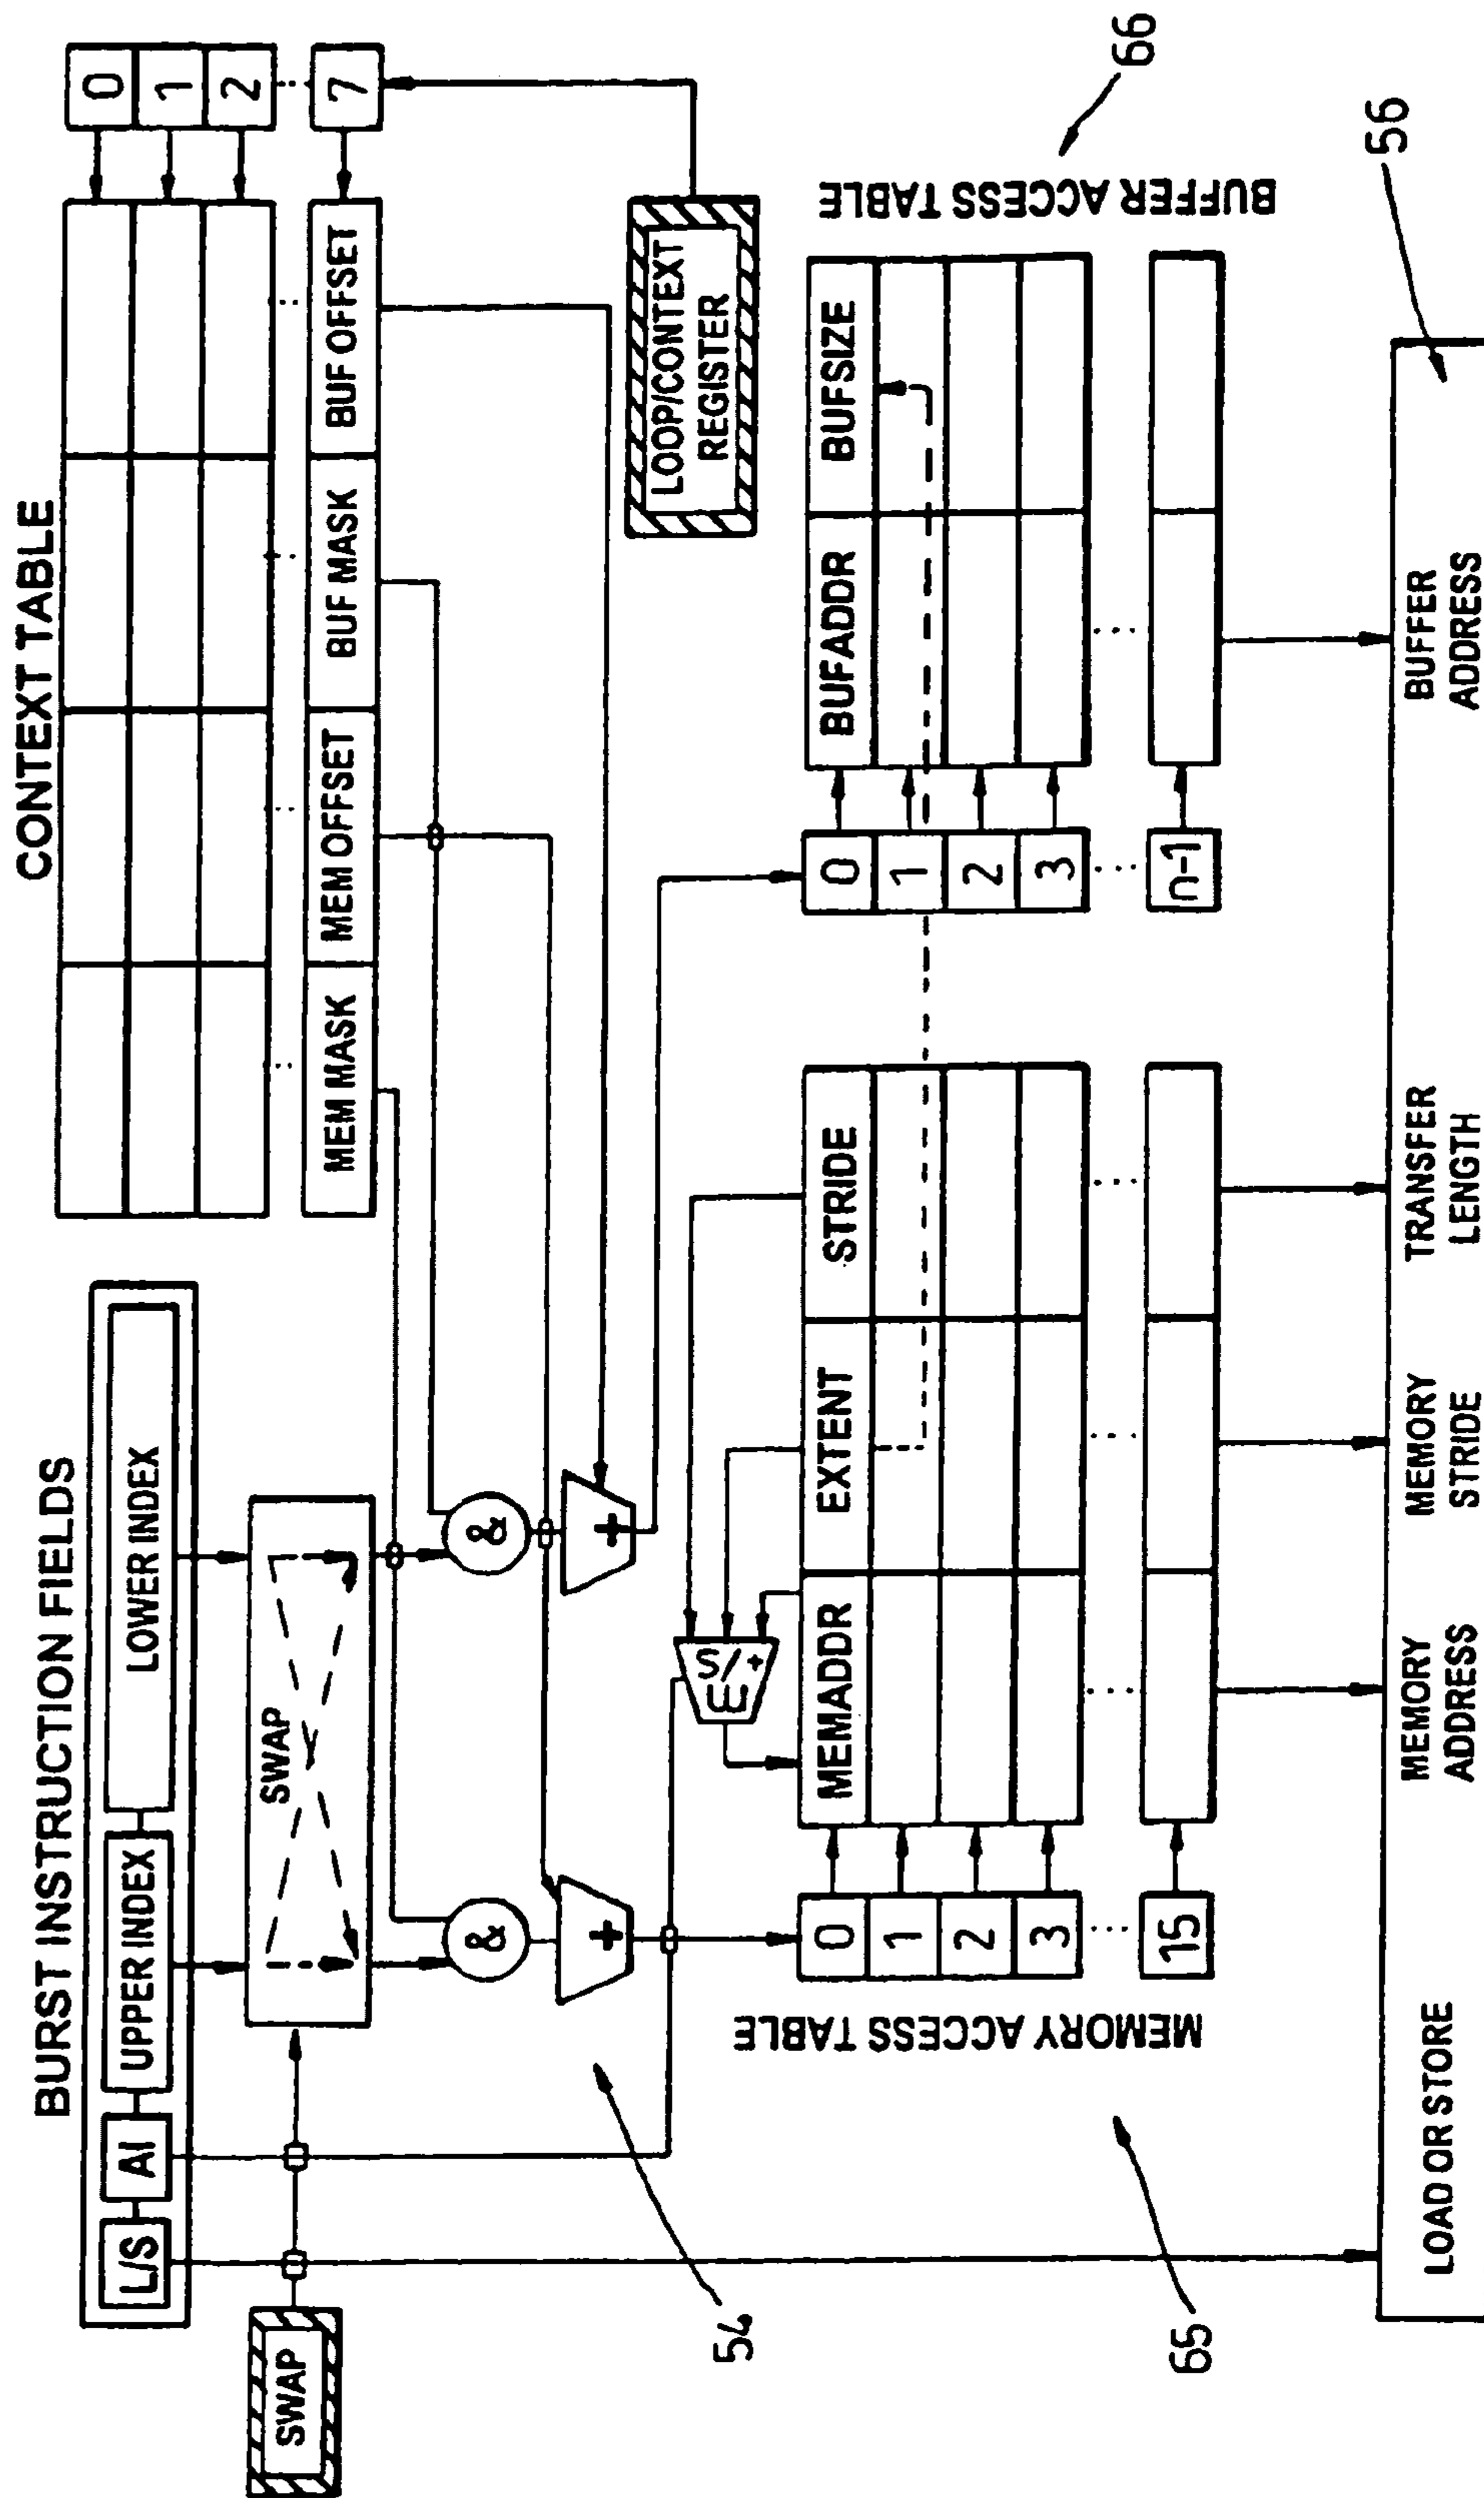 BURST INSTRUCTION FIELDS
L/S
AI
UPPER INDEX
LOWER INDEX
SWAP
SWAP
CONTEXT TABLE
0
1
2
7
MEM MASK
MEM OFFSET
BUF MASK
BUF OFFSET
&
&
+
+
LOOP/CONTEXT
REGISTER
54
S/+
E
MEMORY ACCESS TABLE
MEMADDR
EXTENT
STRIDE
0
1
2
3
15
65
BUFADDR
BUFSIZE
0
1
2
3
n-1
BUFFER ACCESS TABLE
66
56
LOAD OR STORE
MEMORY
ADDRESS
MEMORY
STRIDE
TRANSFER
LENGTH
BUFFER
ADDRESS